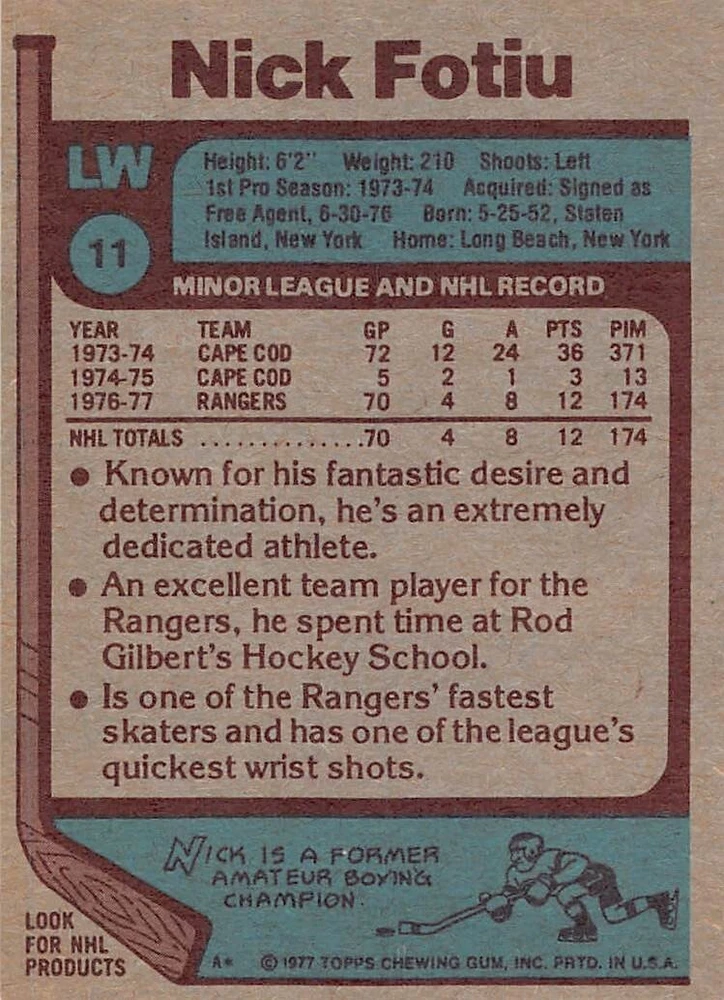 Nick Fotiu
LW
11
Height: 6'2" Weight: 210 Shoots: Left
1st Pro Season: 1973-74 Acquired: Signed as
Free Agent, 6-30-76 Born: 5-25-52, Staten
Island, New York Home: Long Beach, New York
MINOR LEAGUE AND NHL RECORD
YEAR TEAM GP G A PTS PIM
1973-74 CAPE COD 72 12 24 36 371
1974-75 CAPE COD 5 2 1 3 13
1976-77 RANGERS 70 4 8 12 174
NHL TOTALS ..............70 4 8 12 174
● Known for his fantastic desire and
determination, he's an extremely
dedicated athlete.
● An excellent team player for the
Rangers, he spent time at Rod
Gilbert's Hockey School.
● Is one of the Rangers' fastest
skaters and has one of the league's
quickest wrist shots.
NICK IS A FORMER
AMATEUR BOXING
CHAMPION.
LOOK
FOR NHL
PRODUCTS
A* © 1977 TOPPS CHEWING GUM, INC. PRTD. IN U.S.A.